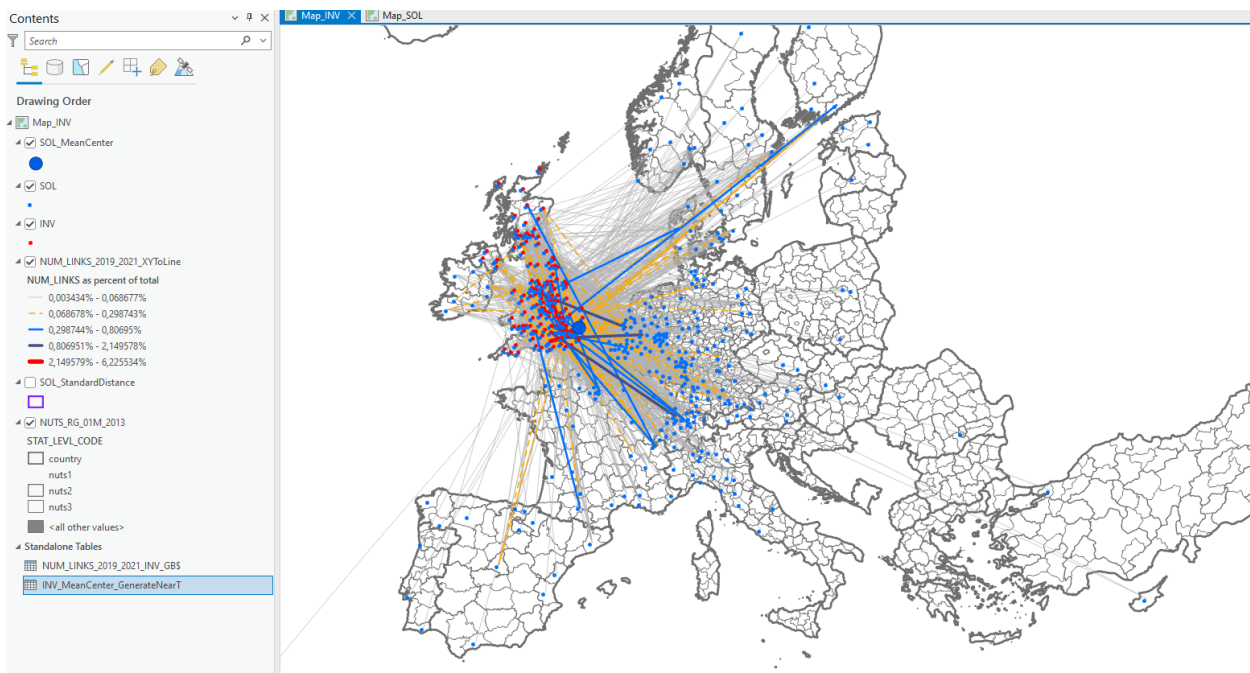 Contents
Map_INV
Map_SOL
Search
Drawing Order
Map_INV
SOL_MeanCenter
SOL
INV
NUM_LINKS_2019_2021_XYToLine
NUM_LINKS as percent of total
0,003434% - 0,068677%
0,068678% - 0,298743%
0,298744% - 0,80695%
0,806951% - 2,149578%
2,149579% - 6,225534%
SOL_StandardDistance
NUTS_RG_01M_2013
STAT_LEVL_CODE
country
nuts1
nuts2
nuts3
<all other values>
Standalone Tables
NUM_LINKS_2019_2021_INV_GB$
INV_MeanCenter_GenerateNearT